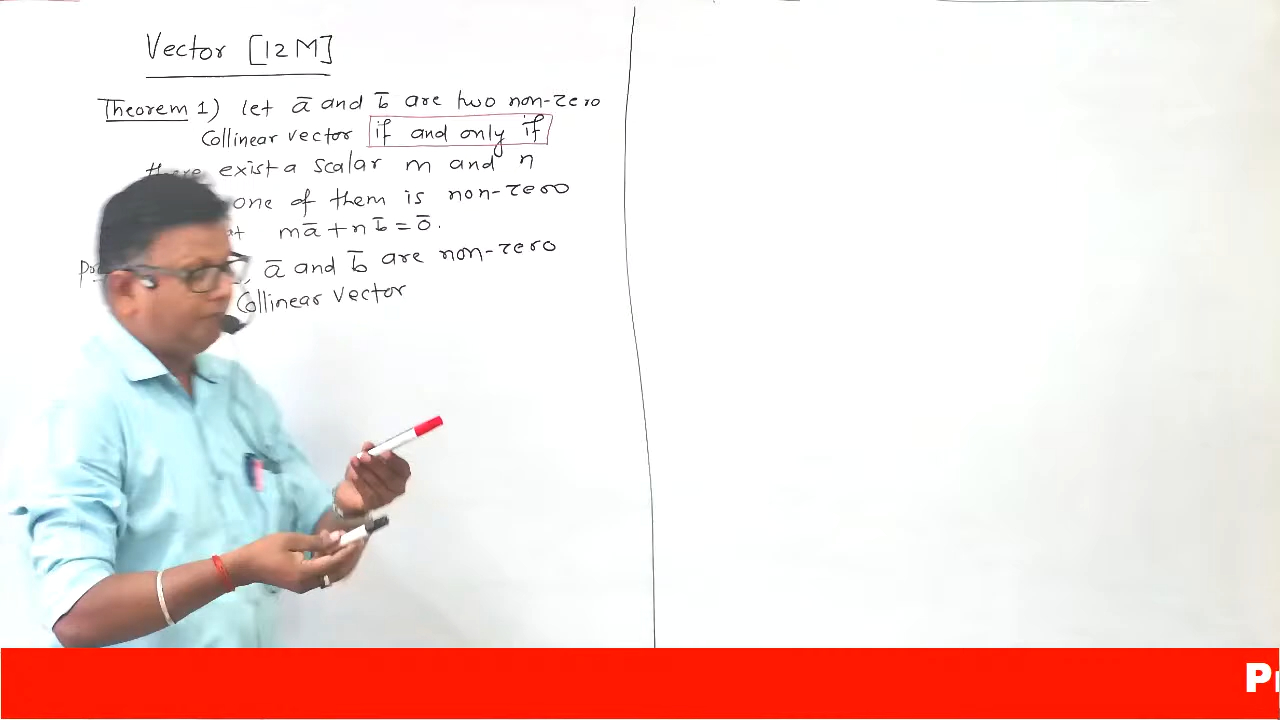 Vector [12 M]
Theorem 1) let a̅ and b̅ are two non-zero
Collinear vector if and only if
exist a scalar m and n
one of them is non-zero
ma̅ + nb̅ = 0̅.
a̅ and b̅ are non-zero
Collinear vector